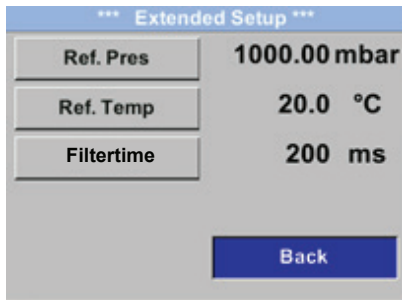 *** Extended Setup ***
Ref. Pres 1000.00 mbar
Ref. Temp 20.0 °C
Filtertime 200 ms
Back